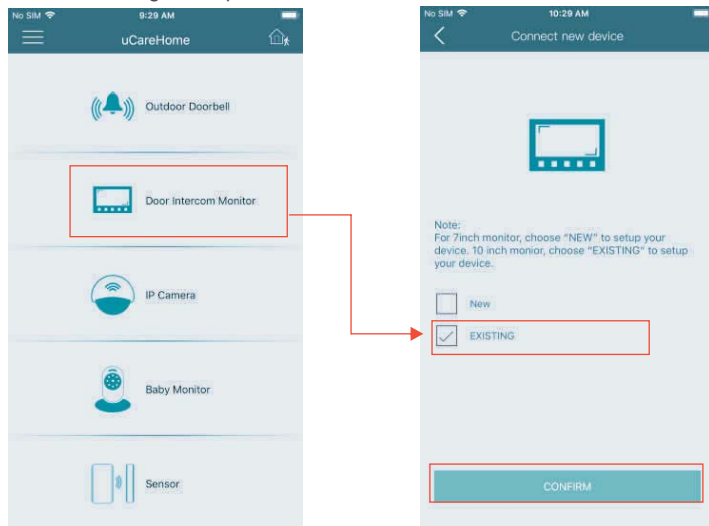 No SIM 9:29 AM
uCareHome
Outdoor Doorbell
Door Intercom Monitor
IP Camera
Baby Monitor
Sensor
No SIM 10:29 AM
Connect new device
Note:
For 7inch monitor, choose "NEW" to setup your
device. 10 inch monior, choose "EXISTING" to setup
your device.
New
EXISTING
CONFIRM